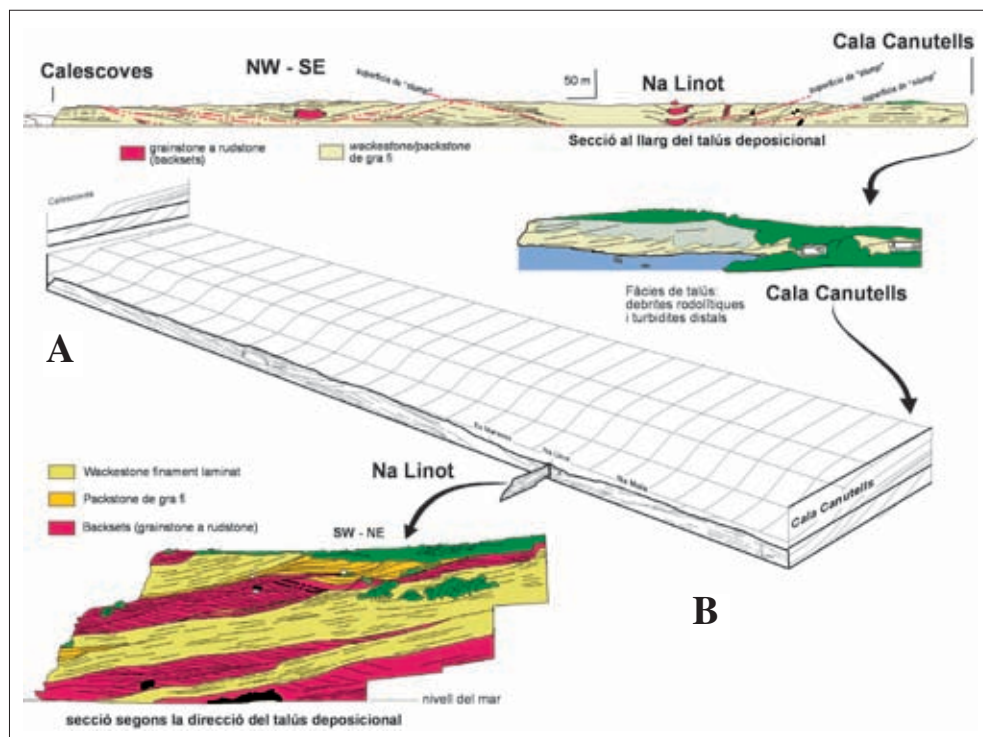 Cala Canutells
Calescoves
NW - SE
superfície de "slump"
50 m
Na Linot
superfície de "slump"
superfície de "slump"
grainstone a rudstone
(backsets)
wackestone/packstone
de gra fi
Secció al llarg del talús deposicional
Calescoves
Fàcies de talús:
debrites rodolítiques
i turbidites distals
Cala Canutells
A
Na Linot
Cala Canutells
Wackestone finament laminat
Packstone de gra fi
Backsets (grainstone a rudstone)
Na Linot
SW - NE
B
nivell del mar
secció segons la direcció del talús deposicional